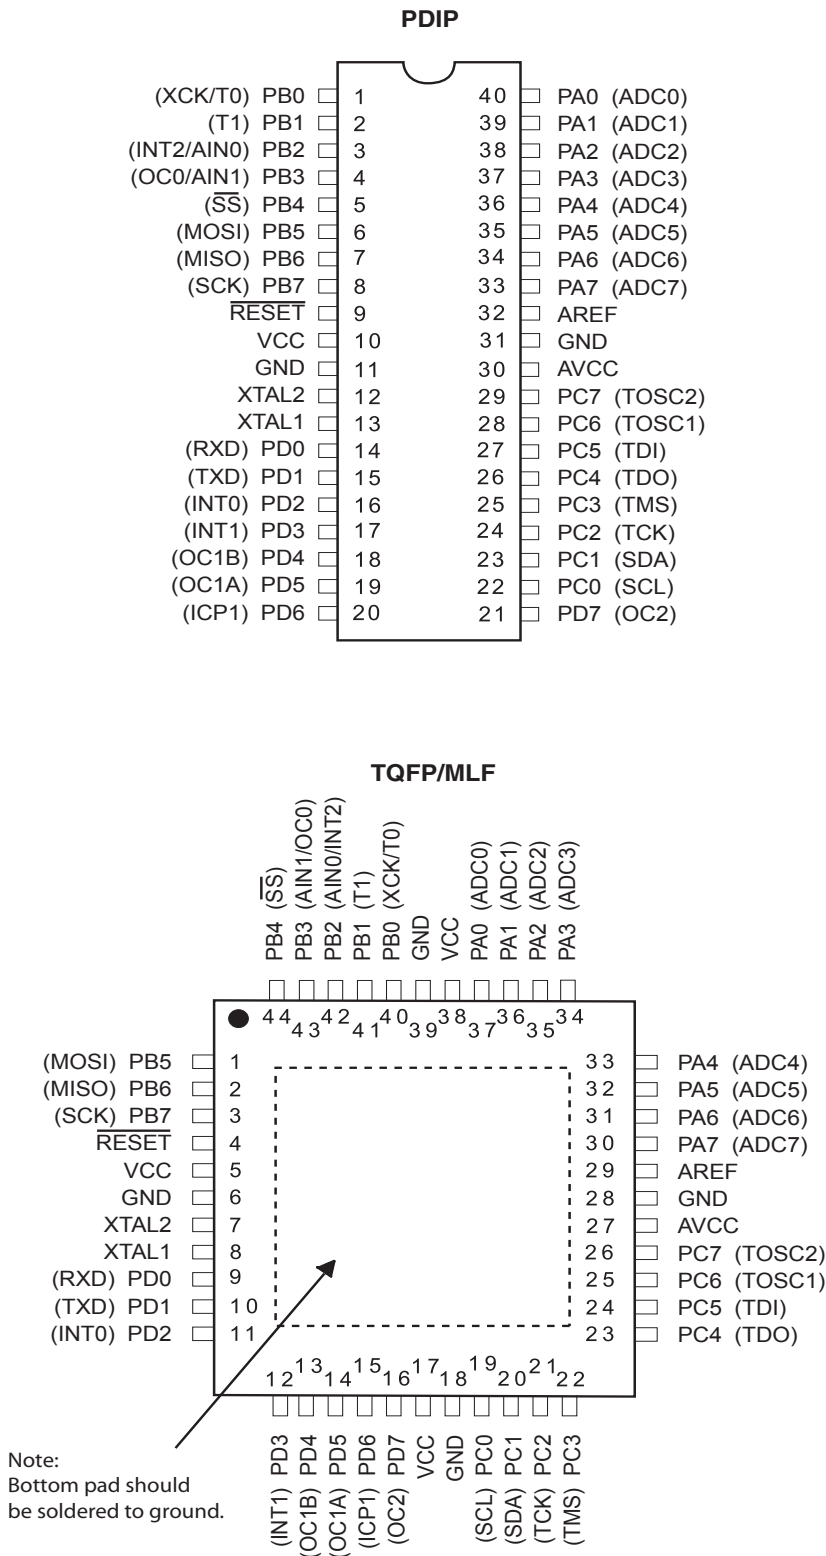 PDIP
(XCK/T0) PB0 1 40 PA0 (ADC0)
(T1) PB1 2 39 PA1 (ADC1)
(INT2/AIN0) PB2 3 38 PA2 (ADC2)
(OC0/AIN1) PB3 4 37 PA3 (ADC3)
(SS) PB4 5 36 PA4 (ADC4)
(MOSI) PB5 6 35 PA5 (ADC5)
(MISO) PB6 7 34 PA6 (ADC6)
(SCK) PB7 8 33 PA7 (ADC7)
RESET 9 32 AREF
VCC 10 31 GND
GND 11 30 AVCC
XTAL2 12 29 PC7 (TOSC2)
XTAL1 13 28 PC6 (TOSC1)
(RXD) PD0 14 27 PC5 (TDI)
(TXD) PD1 15 26 PC4 (TDO)
(INT0) PD2 16 25 PC3 (TMS)
(INT1) PD3 17 24 PC2 (TCK)
(OC1B) PD4 18 23 PC1 (SDA)
(OC1A) PD5 19 22 PC0 (SCL)
(ICP1) PD6 20 21 PD7 (OC2)
TQFP/MLF
PB4 (SS)
PB3 (AIN1/OC0)
PB2 (AIN0/INT2)
PB1 (T1)
PB0 (XCK/T0)
GND
VCC
PA0 (ADC0)
PA1 (ADC1)
PA2 (ADC2)
PA3 (ADC3)
44 43 42 41 40 39 38 37 36 35 34
(MOSI) PB5 1 33 PA4 (ADC4)
(MISO) PB6 2 32 PA5 (ADC5)
(SCK) PB7 3 31 PA6 (ADC6)
RESET 4 30 PA7 (ADC7)
VCC 5 29 AREF
GND 6 28 GND
XTAL2 7 27 AVCC
XTAL1 8 26 PC7 (TOSC2)
(RXD) PD0 9 25 PC6 (TOSC1)
(TXD) PD1 10 24 PC5 (TDI)
(INT0) PD2 11 23 PC4 (TDO)
12 13 14 15 16 17 18 19 20 21 22
(INT1) PD3
(OC1B) PD4
(OC1A) PD5
(ICP1) PD6
(OC2) PD7
VCC
GND
(SCL) PC0
(SDA) PC1
(TCK) PC2
(TMS) PC3
Note:
Bottom pad should
be soldered to ground.